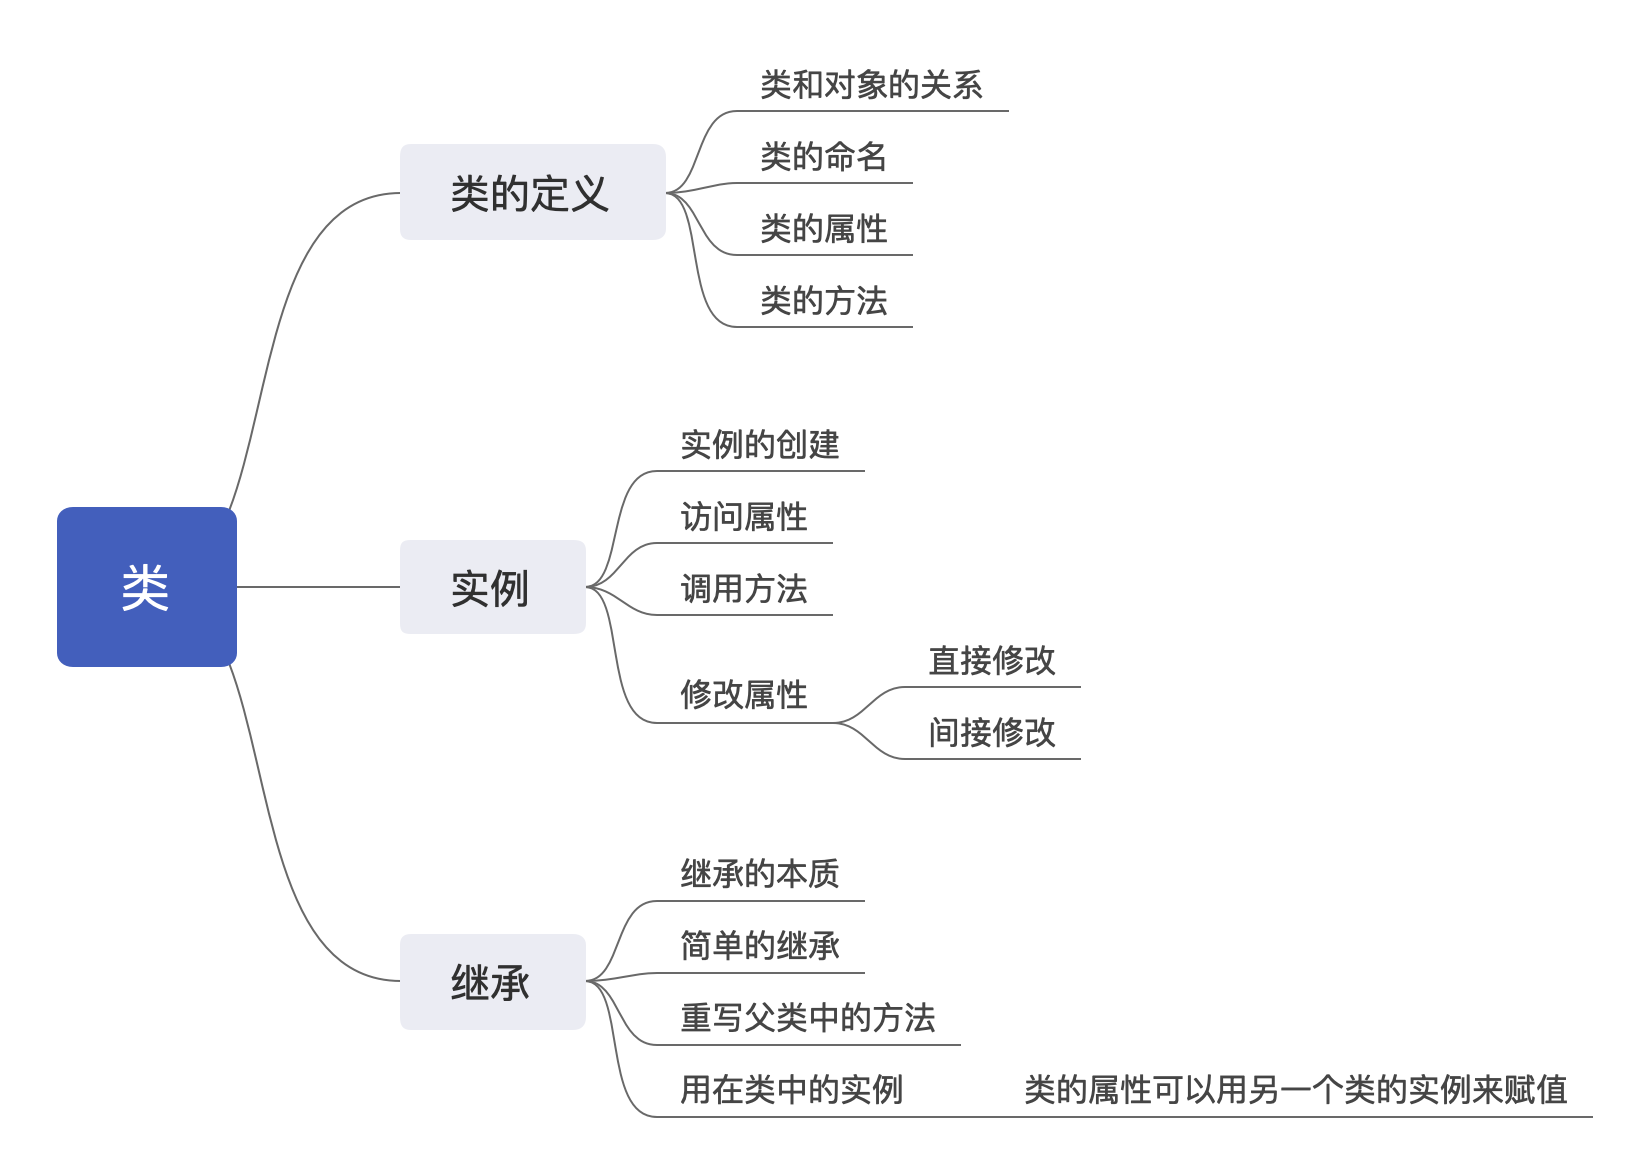 类
类的定义
类和对象的关系
类的命名
类的属性
类的方法
实例
实例的创建
访问属性
调用方法
修改属性
直接修改
间接修改
继承
继承的本质
简单的继承
重写父类中的方法
用在类中的实例
类的属性可以用另一个类的实例来赋值